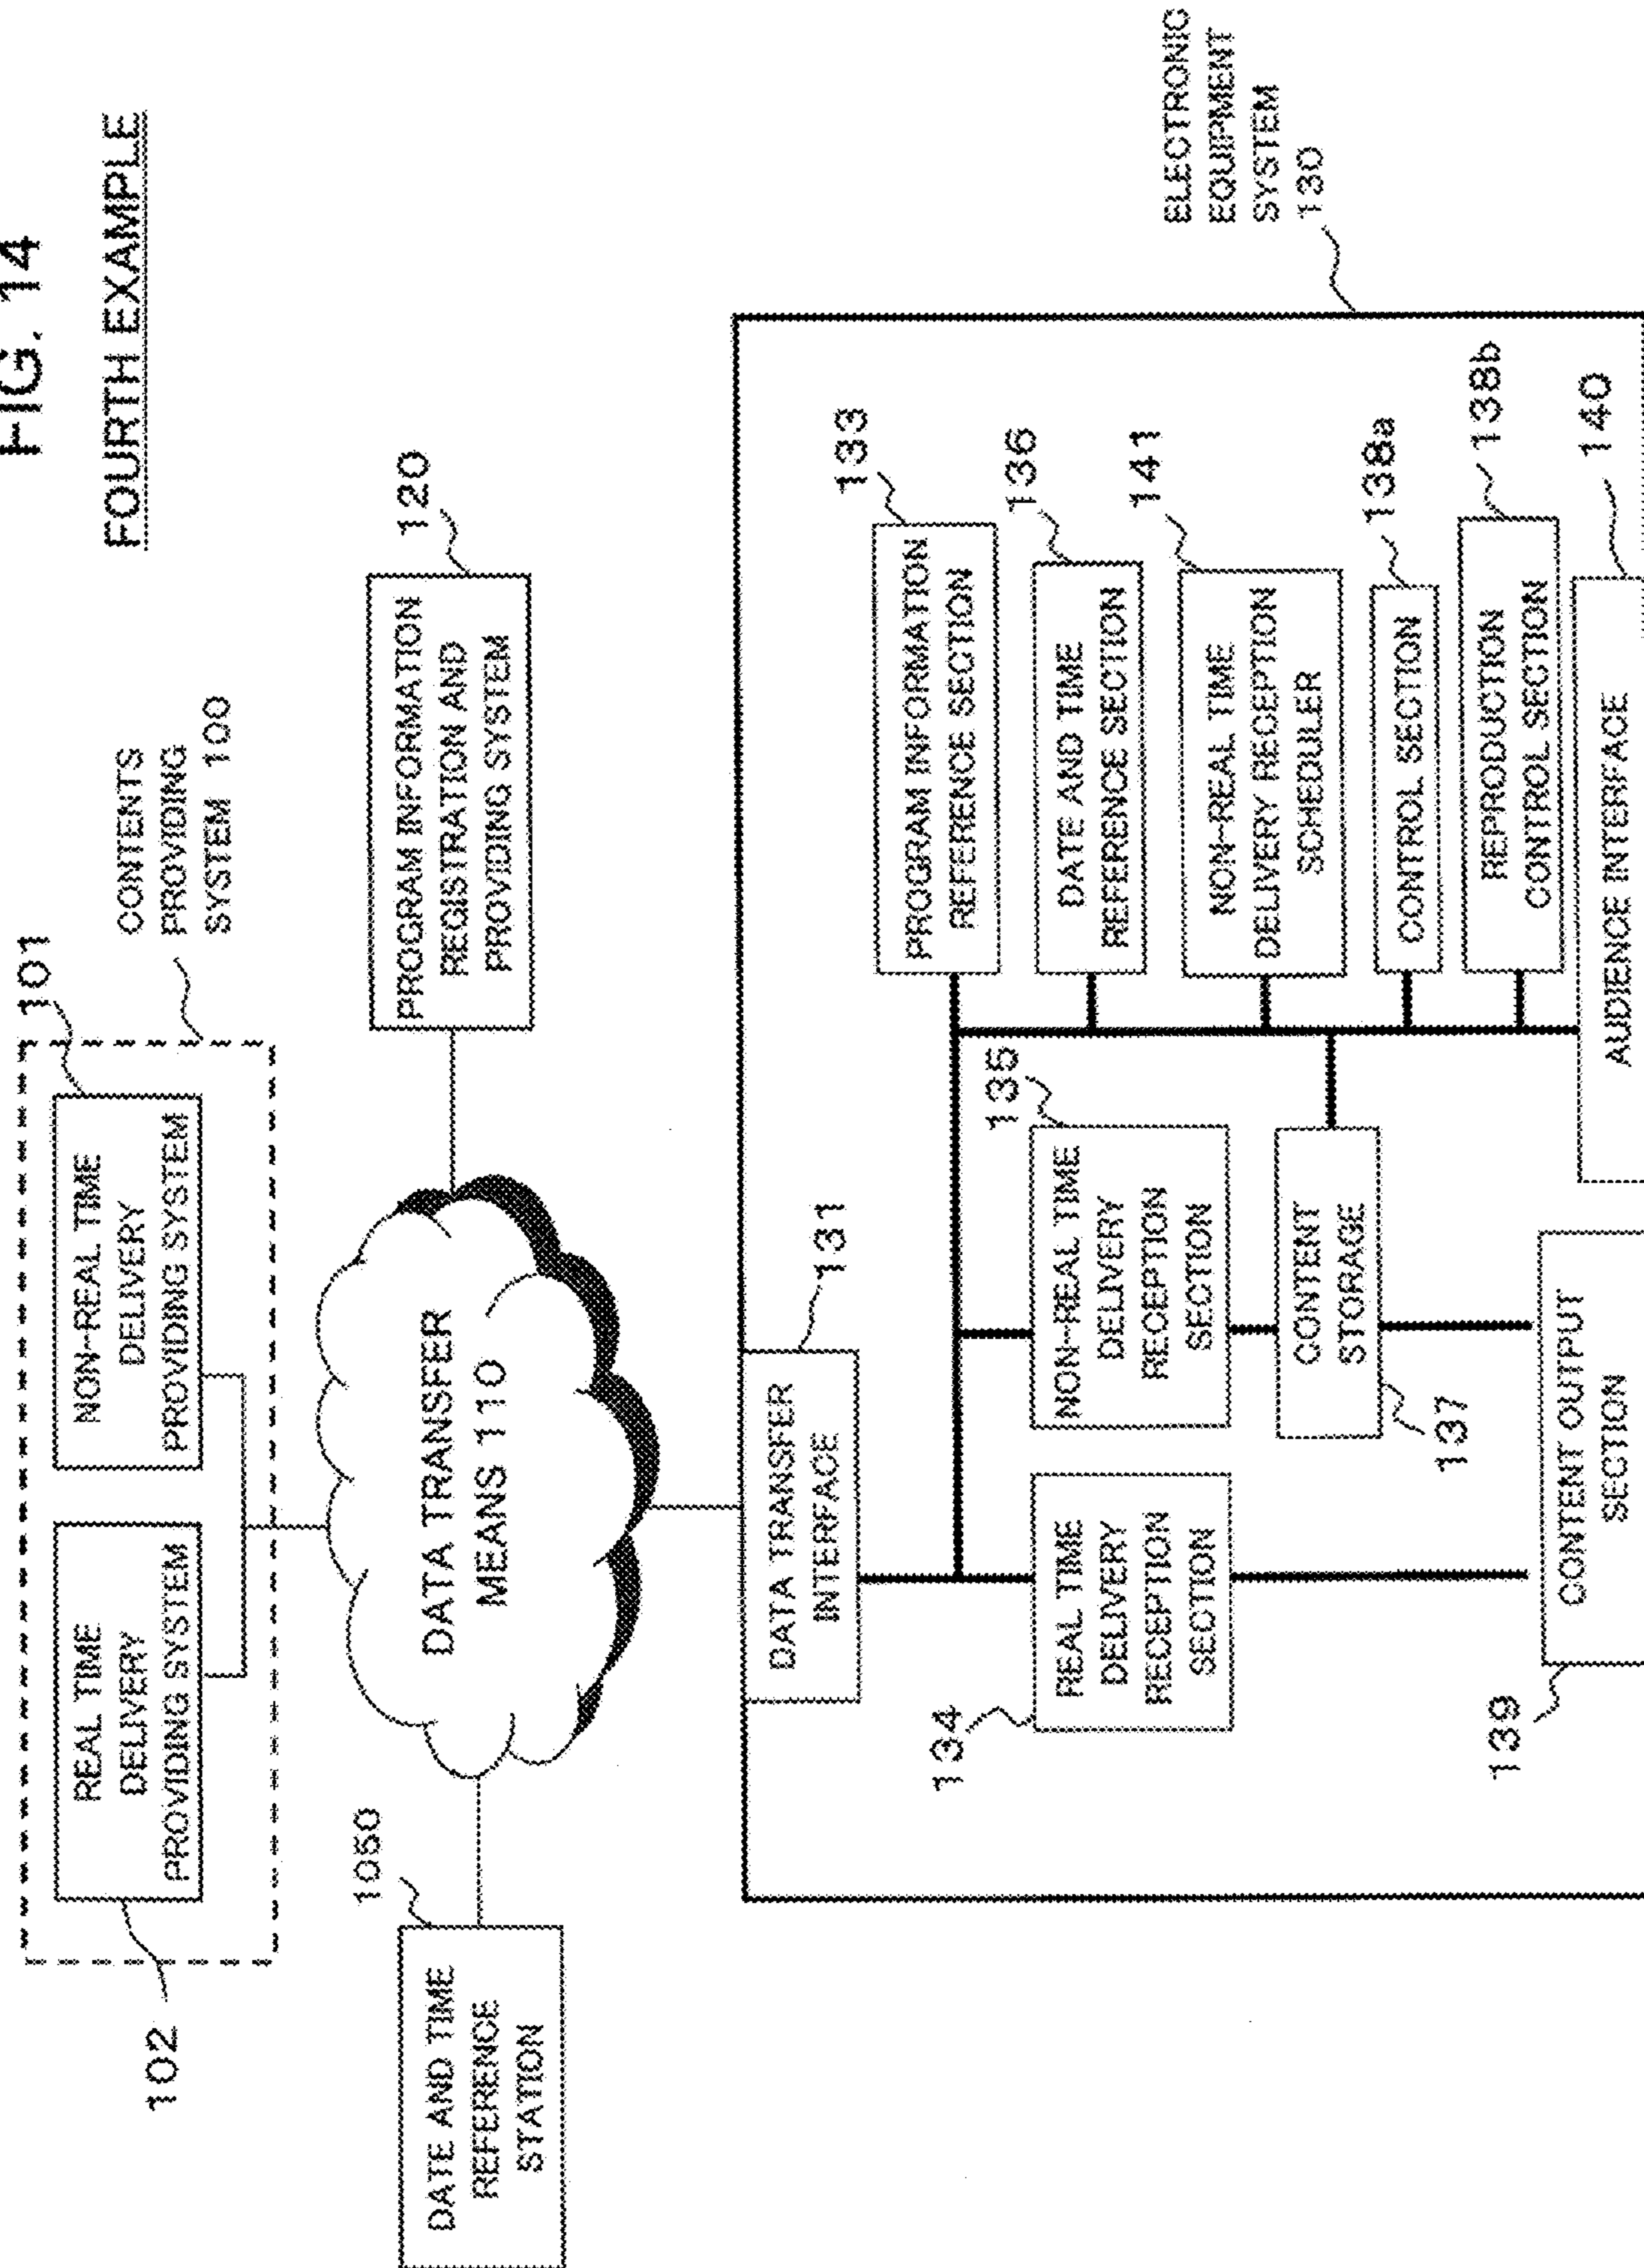 FIG. 14
FOURTH EXAMPLE
102
REAL TIME
DELIVERY
PROVIDING SYSTEM
101
NON-REAL TIME
DELIVERY
PROVIDING SYSTEM
CONTENTS
PROVIDING
SYSTEM 100
1050
DATE AND TIME
REFERENCE
STATION
DATA TRANSFER
MEANS 110
120
PROGRAM INFORMATION
REGISTRATION AND
PROVIDING SYSTEM
DATA TRANSFER
INTERFACE
131
ELECTRONIC
EQUIPMENT
SYSTEM
130
134
REAL TIME
DELIVERY
RECEPTION
SECTION
135
NON-REAL TIME
DELIVERY
RECEPTION
SECTION
CONTENT
STORAGE
137
133
PROGRAM INFORMATION
REFERENCE SECTION
136
DATE AND TIME
REFERENCE SECTION
141
NON-REAL TIME
DELIVERY RECEPTION
SCHEDULER
138a
CONTROL SECTION
138b
REPRODUCTION
CONTROL SECTION
139
CONTENT OUTPUT
SECTION
140
AUDIENCE INTERFACE